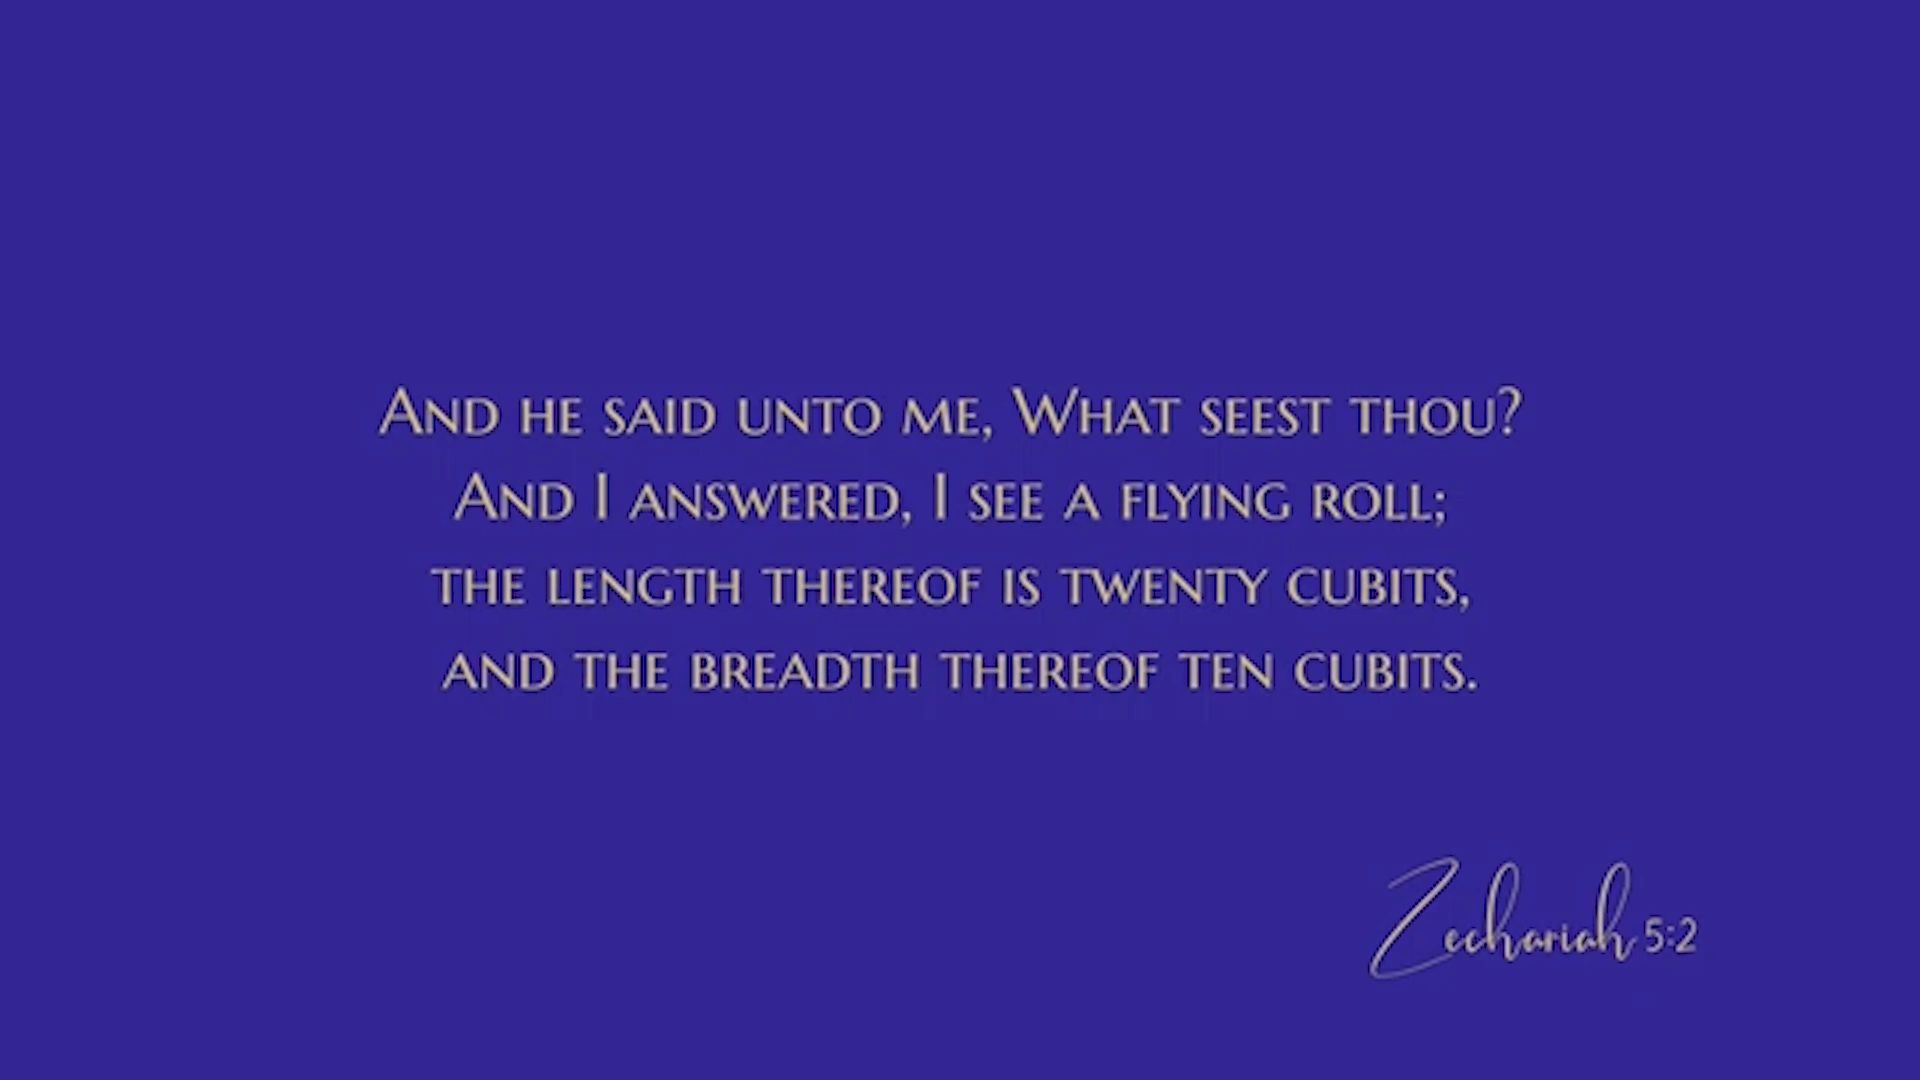 And he said unto me, What seest thou?
And I answered, I see a flying roll;
the length thereof is twenty cubits,
and the breadth thereof ten cubits.
Zechariah 5:2